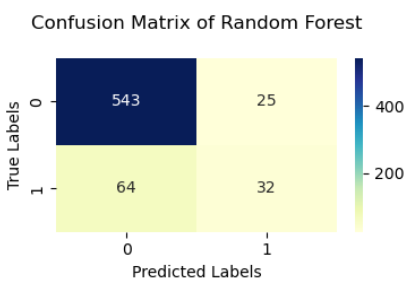 Confusion Matrix of Random Forest
543 25
64 32
0
1
True Labels
0 1
Predicted Labels
400
200